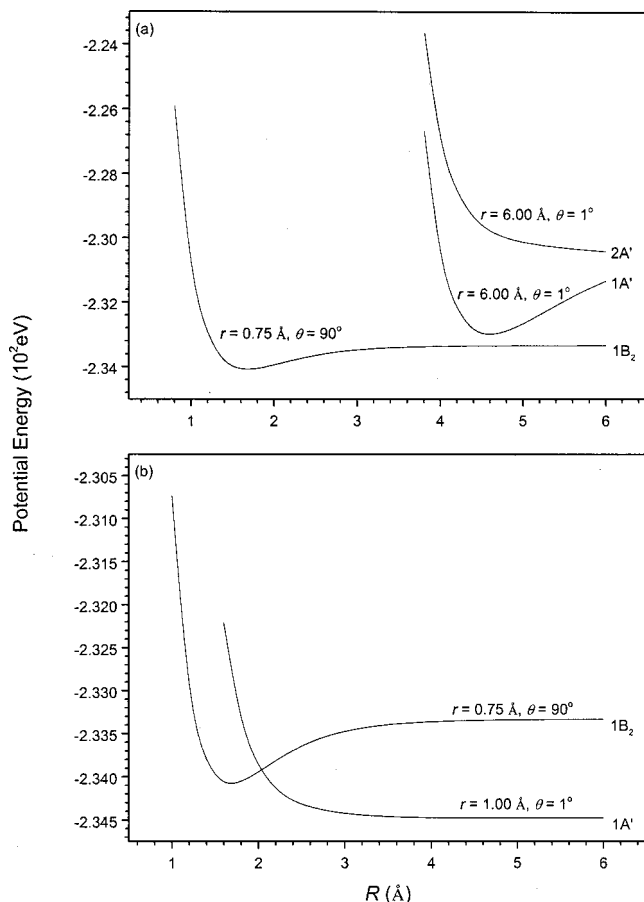 (a)
-2.24
-2.26
-2.28
-2.30
-2.32
-2.34
r = 6.00 Å, θ = 1°
2A'
1A'
r = 6.00 Å, θ = 1°
r = 0.75 Å, θ = 90°
1B₂
1 2 3 4 5 6
Potential Energy (10²eV)
(b)
-2.305
-2.310
-2.315
-2.320
-2.325
-2.330
-2.335
-2.340
-2.345
r = 0.75 Å, θ = 90°
1B₂
r = 1.00 Å, θ = 1°
1A'
1 2 3 4 5 6
R (Å)